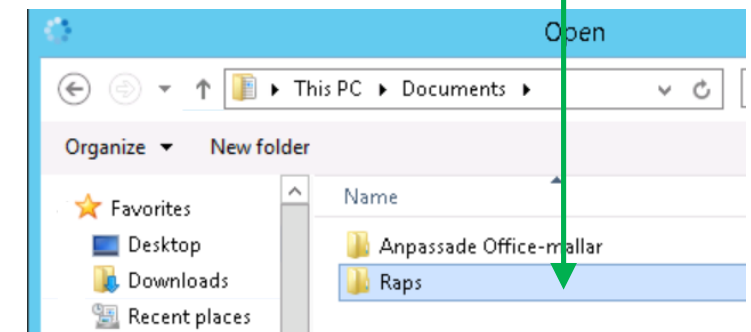 Open
This PC Documents
Organize New folder
Name
Favorites
Desktop
Downloads
Recent places
Anpassade Office-mallar
Raps